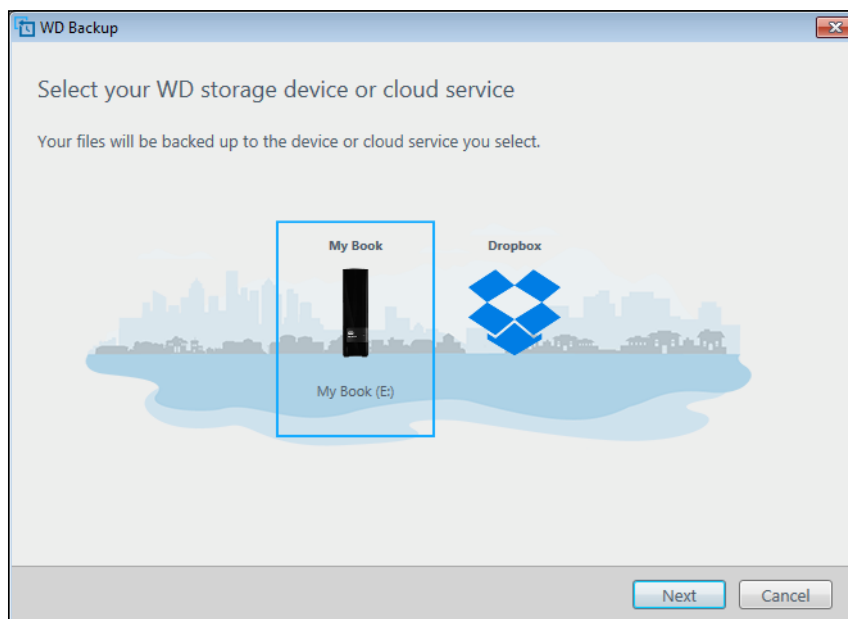 WD Backup
Select your WD storage device or cloud service
Your files will be backed up to the device or cloud service you select.
My Book
Dropbox
My Book (E:)
Next
Cancel